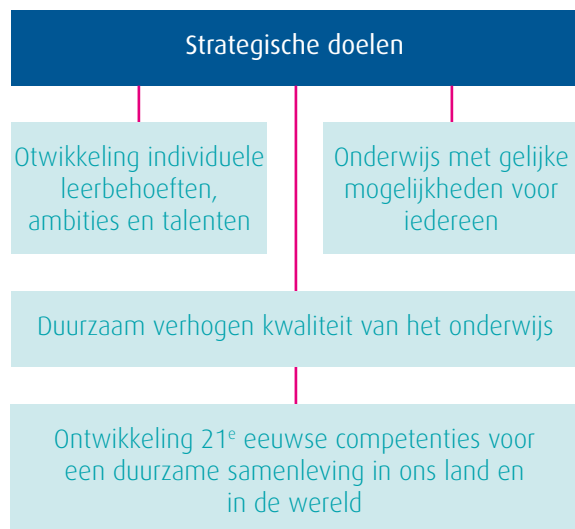 Strategische doelen
Otwikkeling individuele
leerbehoeften,
ambities en talenten
Onderwijs met gelijke
mogelijkheden voor
iedereen
Duurzaam verhogen kwaliteit van het onderwijs
Ontwikkeling 21e eeuwse competenties voor
een duurzame samenleving in ons land en
in de wereld